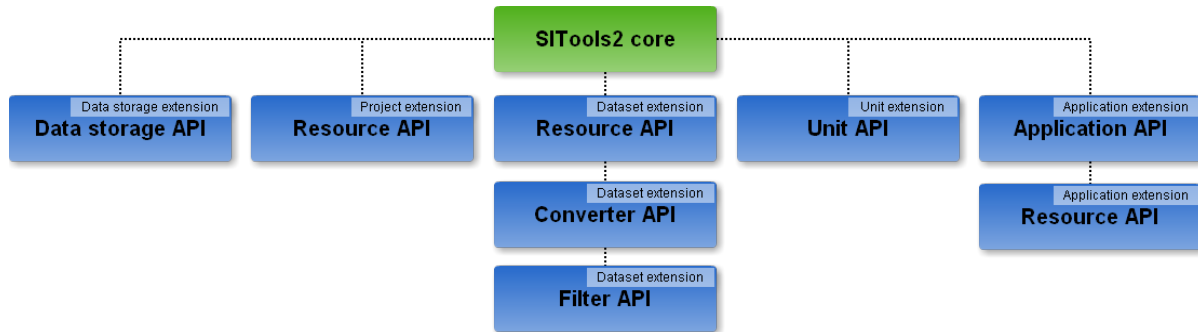 SITools2 core
Data storage extension
Data storage API
Project extension
Resource API
Dataset extension
Resource API
Unit extension
Unit API
Application extension
Application API
Dataset extension
Converter API
Application extension
Resource API
Dataset extension
Filter API